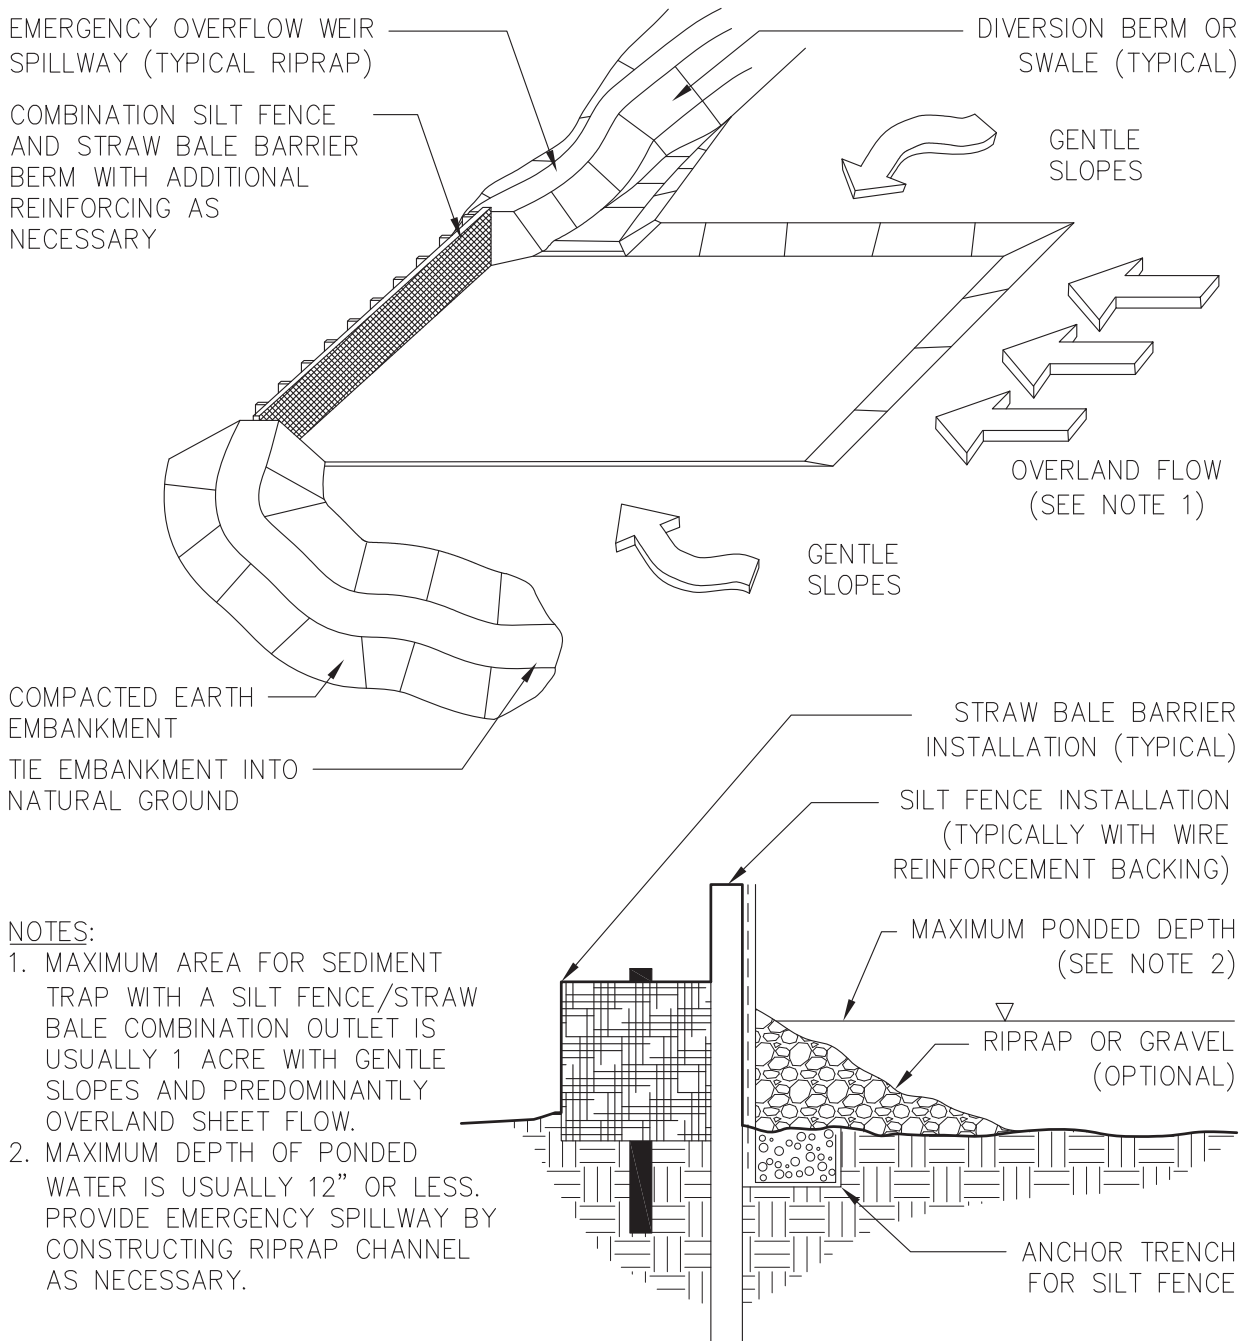 EMERGENCY OVERFLOW WEIR
SPILLWAY (TYPICAL RIPRAP)
DIVERSION BERM OR
SWALE (TYPICAL)
COMBINATION SILT FENCE
AND STRAW BALE BARRIER
BERM WITH ADDITIONAL
REINFORCING AS
NECESSARY
GENTLE
SLOPES
OVERLAND FLOW
(SEE NOTE 1)
GENTLE
SLOPES
COMPACTED EARTH
EMBANKMENT
TIE EMBANKMENT INTO
NATURAL GROUND
STRAW BALE BARRIER
INSTALLATION (TYPICAL)
SILT FENCE INSTALLATION
(TYPICALLY WITH WIRE
REINFORCEMENT BACKING)
MAXIMUM PONDED DEPTH
(SEE NOTE 2)
RIPRAP OR GRAVEL
(OPTIONAL)
ANCHOR TRENCH
FOR SILT FENCE
NOTES:
1. MAXIMUM AREA FOR SEDIMENT
TRAP WITH A SILT FENCE/STRAW
BALE COMBINATION OUTLET IS
USUALLY 1 ACRE WITH GENTLE
SLOPES AND PREDOMINANTLY
OVERLAND SHEET FLOW.
2. MAXIMUM DEPTH OF PONDED
WATER IS USUALLY 12” OR LESS.
PROVIDE EMERGENCY SPILLWAY BY
CONSTRUCTING RIPRAP CHANNEL
AS NECESSARY.